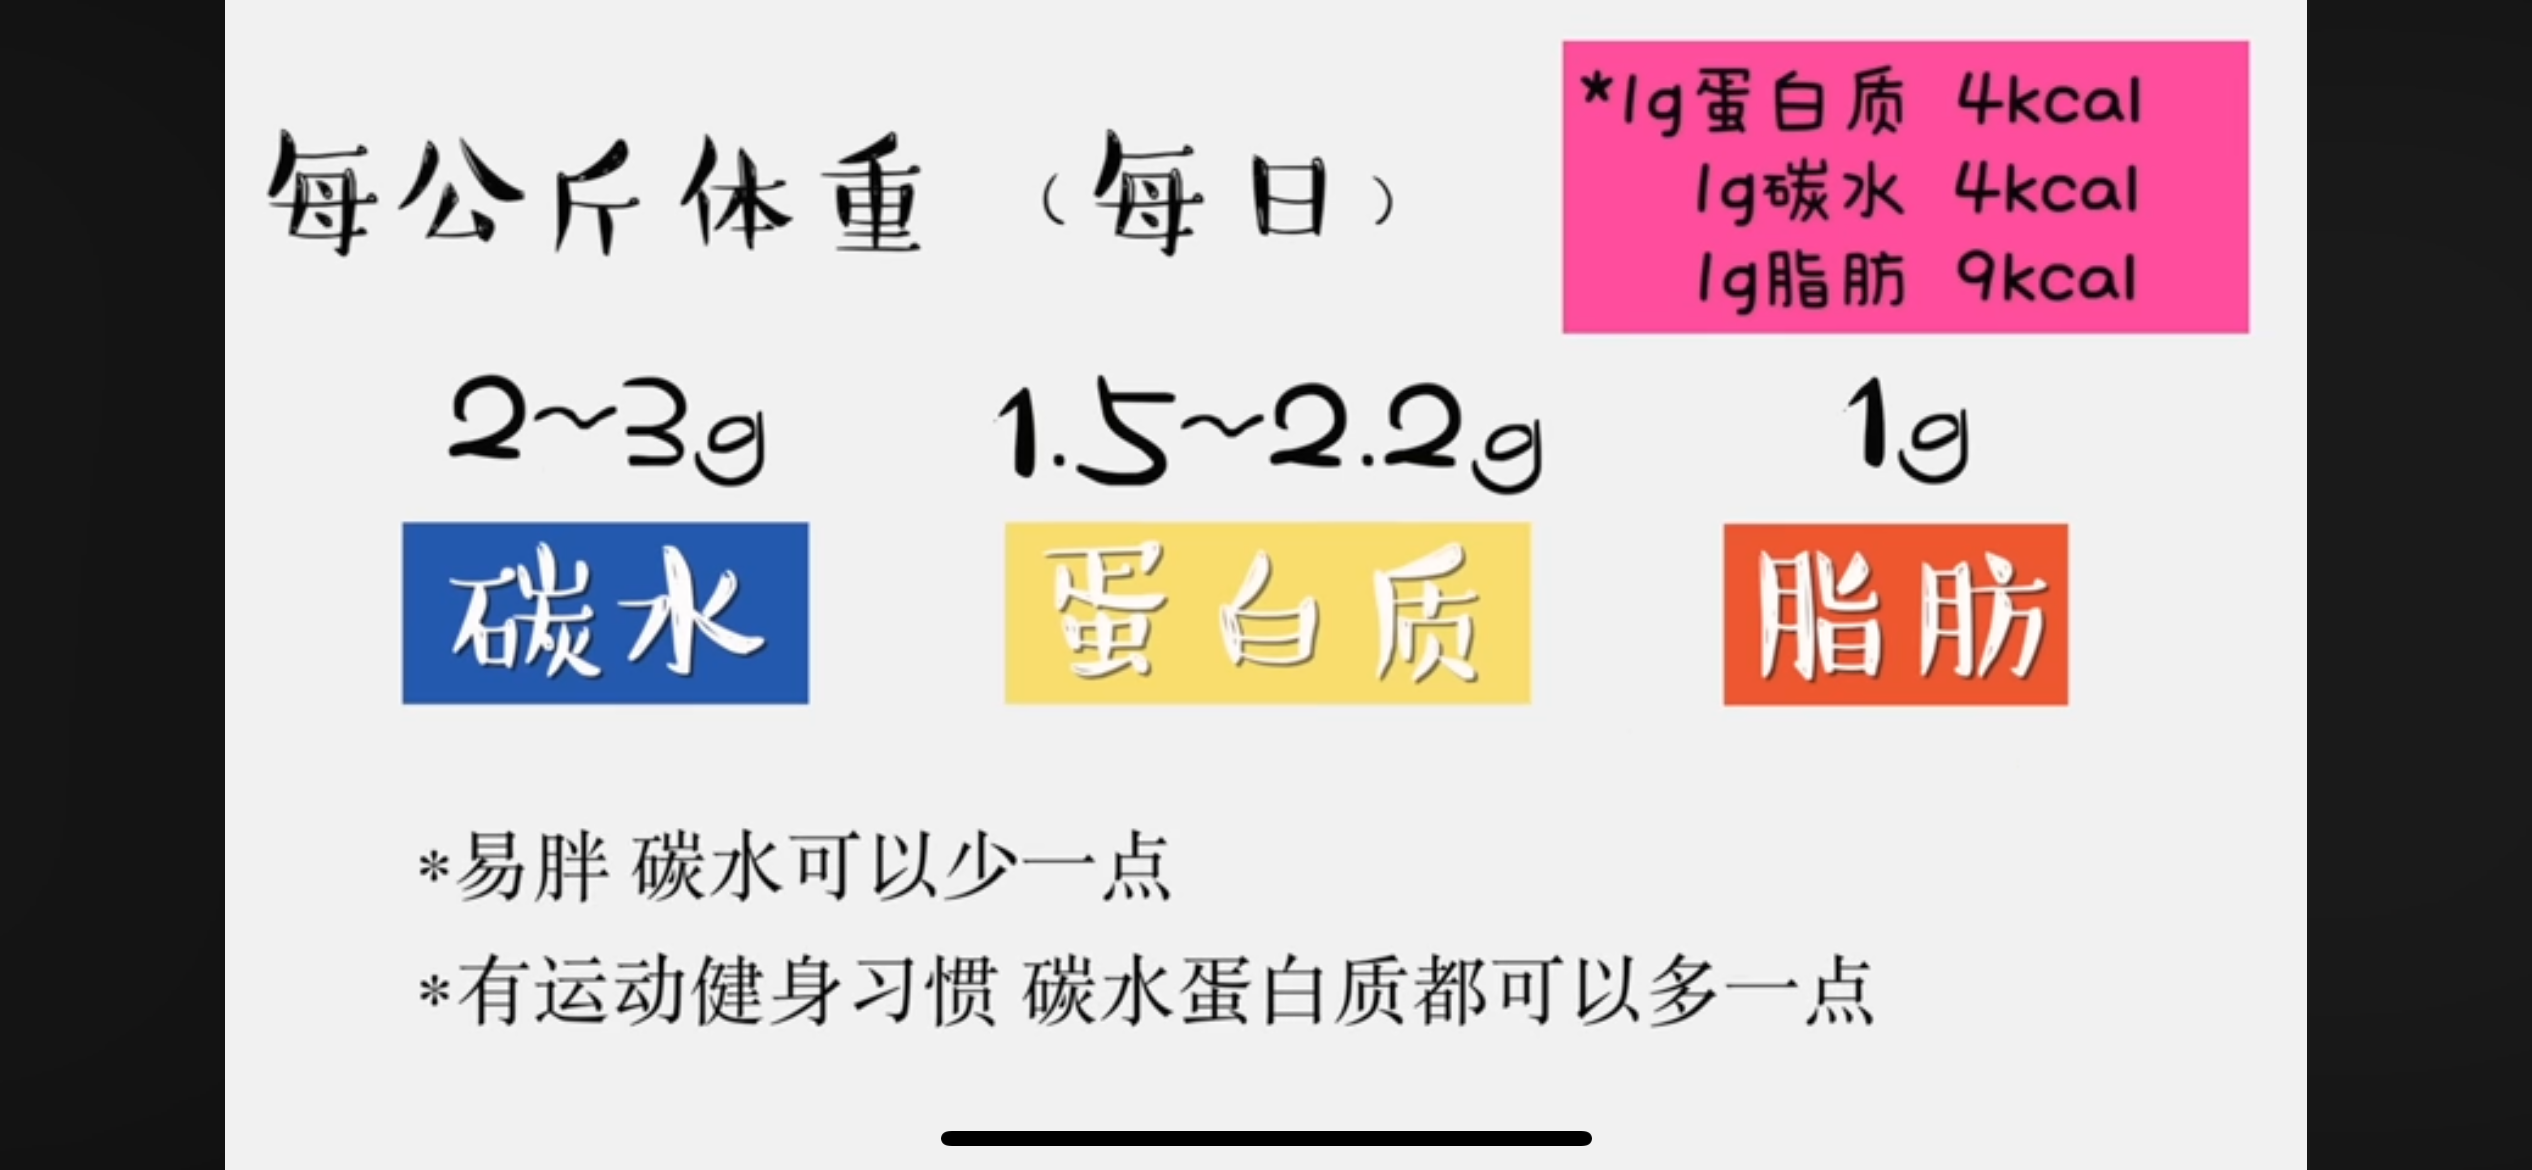 每公斤体重（每日）
*1g蛋白质 4kcal
1g碳水 4kcal
1g脂肪 9kcal
2~3g 1.5~2.2g 1g
碳水 蛋白质 脂肪
*易胖 碳水可以少一点
*有运动健身习惯 碳水蛋白质都可以多一点